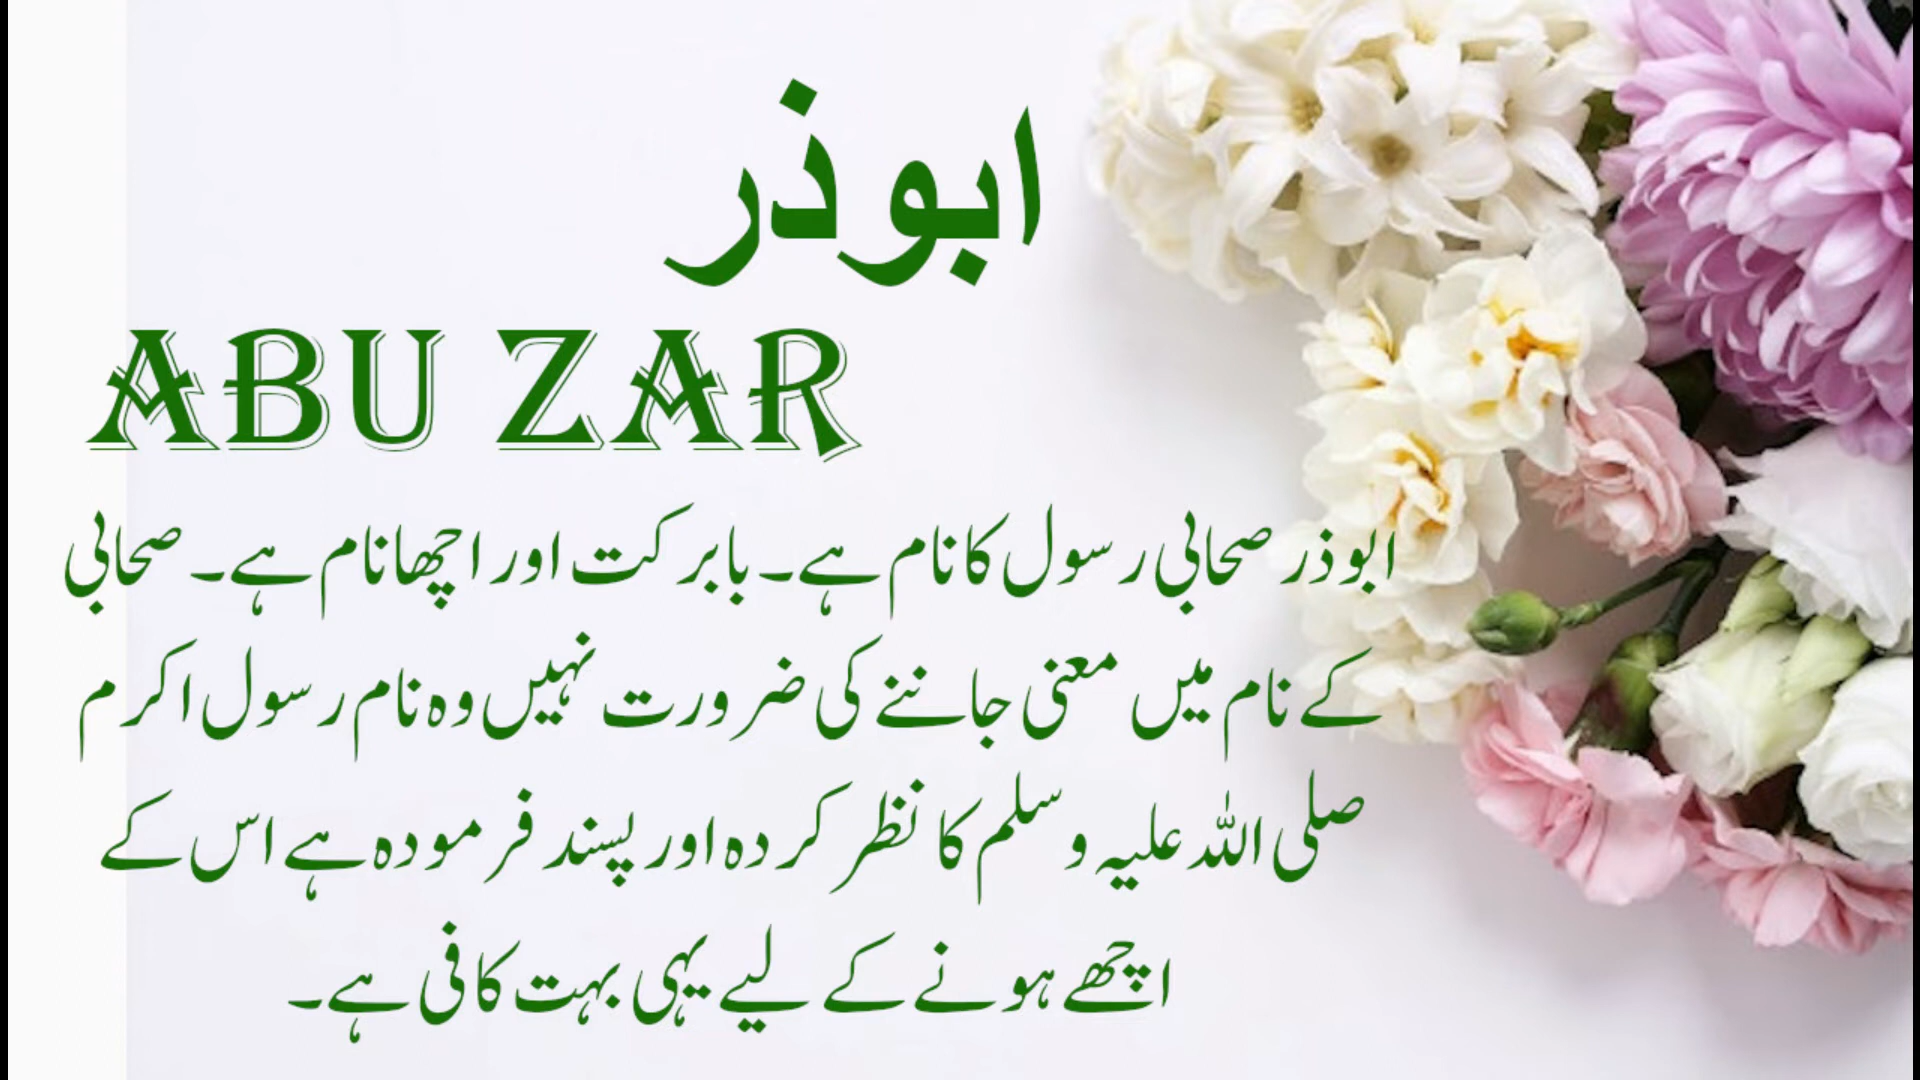 ابوذر
ABU ZAR
ابوذر صحابی رسول کا نام ہے۔ بابرکت اور اچھا نام ہے۔ صحابی
کے نام میں معنی جاننے کی ضرورت نہیں وہ نام رسول اکرم
صلی اللہ علیہ وسلم کا نظر کردہ اور پسند فرمودہ ہے اس کے
اچھے ہونے کے لیے یہی بہت کافی ہے۔